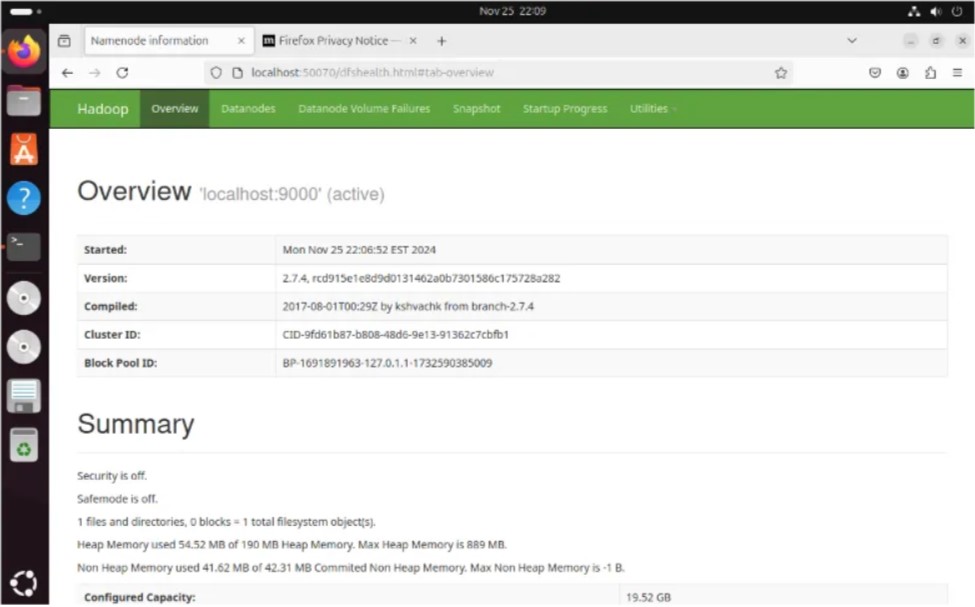 Nov 25 22:09
Namenode information
Firefox Privacy Notice —
localhost:50070/dfshealth.html#tab-overview
Hadoop Overview Datanodes Datanode Volume Failures Snapshot Startup Progress Utilities
Overview 'localhost:9000' (active)
Started: Mon Nov 25 22:06:52 EST 2024
Version: 2.7.4, rcd915e1e8d9d0131462a0b7301586c175728a282
Compiled: 2017-08-01T00:29Z by kshvachk from branch-2.7.4
Cluster ID: CID-9fd61b87-b808-48d6-9e13-91362c7cbfb1
Block Pool ID: BP-1691891963-127.0.1.1-1732590385009
Summary
Security is off.
Safemode is off.
1 files and directories, 0 blocks = 1 total filesystem object(s).
Heap Memory used 54.52 MB of 190 MB Heap Memory. Max Heap Memory is 889 MB.
Non Heap Memory used 41.62 MB of 42.31 MB Commited Non Heap Memory. Max Non Heap Memory is -1 B.
Configured Capacity: 19.52 GB